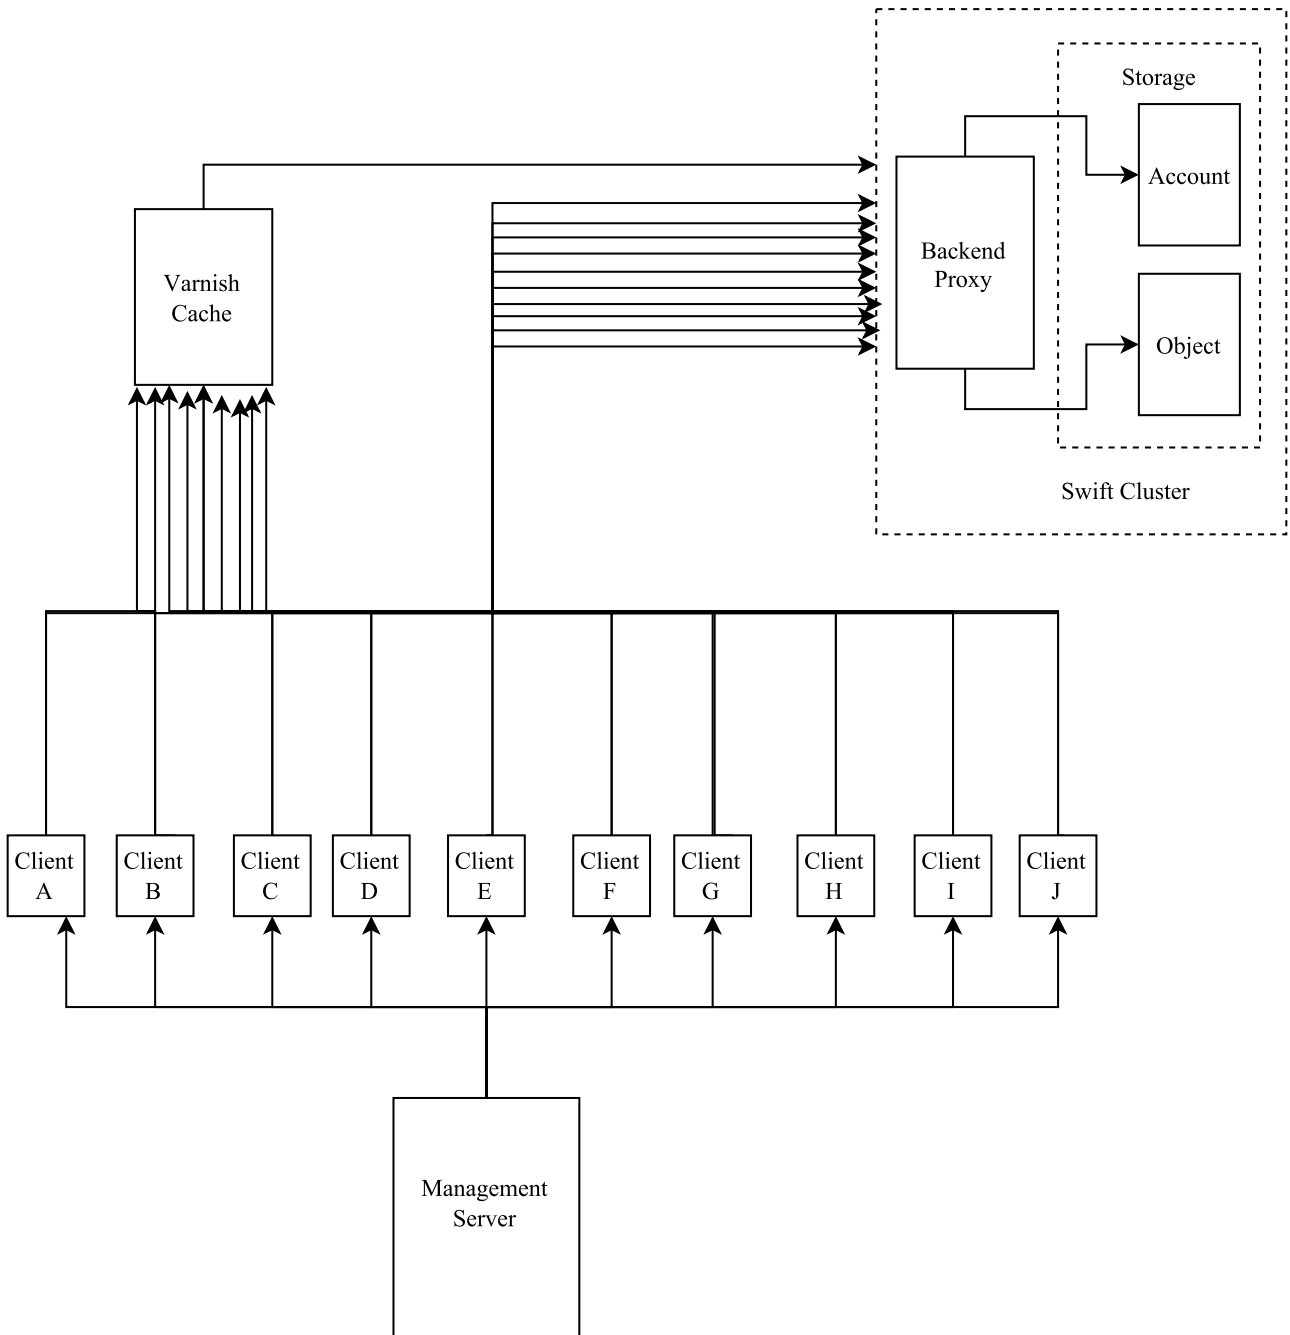 Storage
Account
Backend
Proxy
Varnish
Cache
Object
Swift Cluster
Client
A
Client
B
Client
C
Client
D
Client
E
Client
F
Client
G
Client
H
Client
I
Client
J
Management
Server